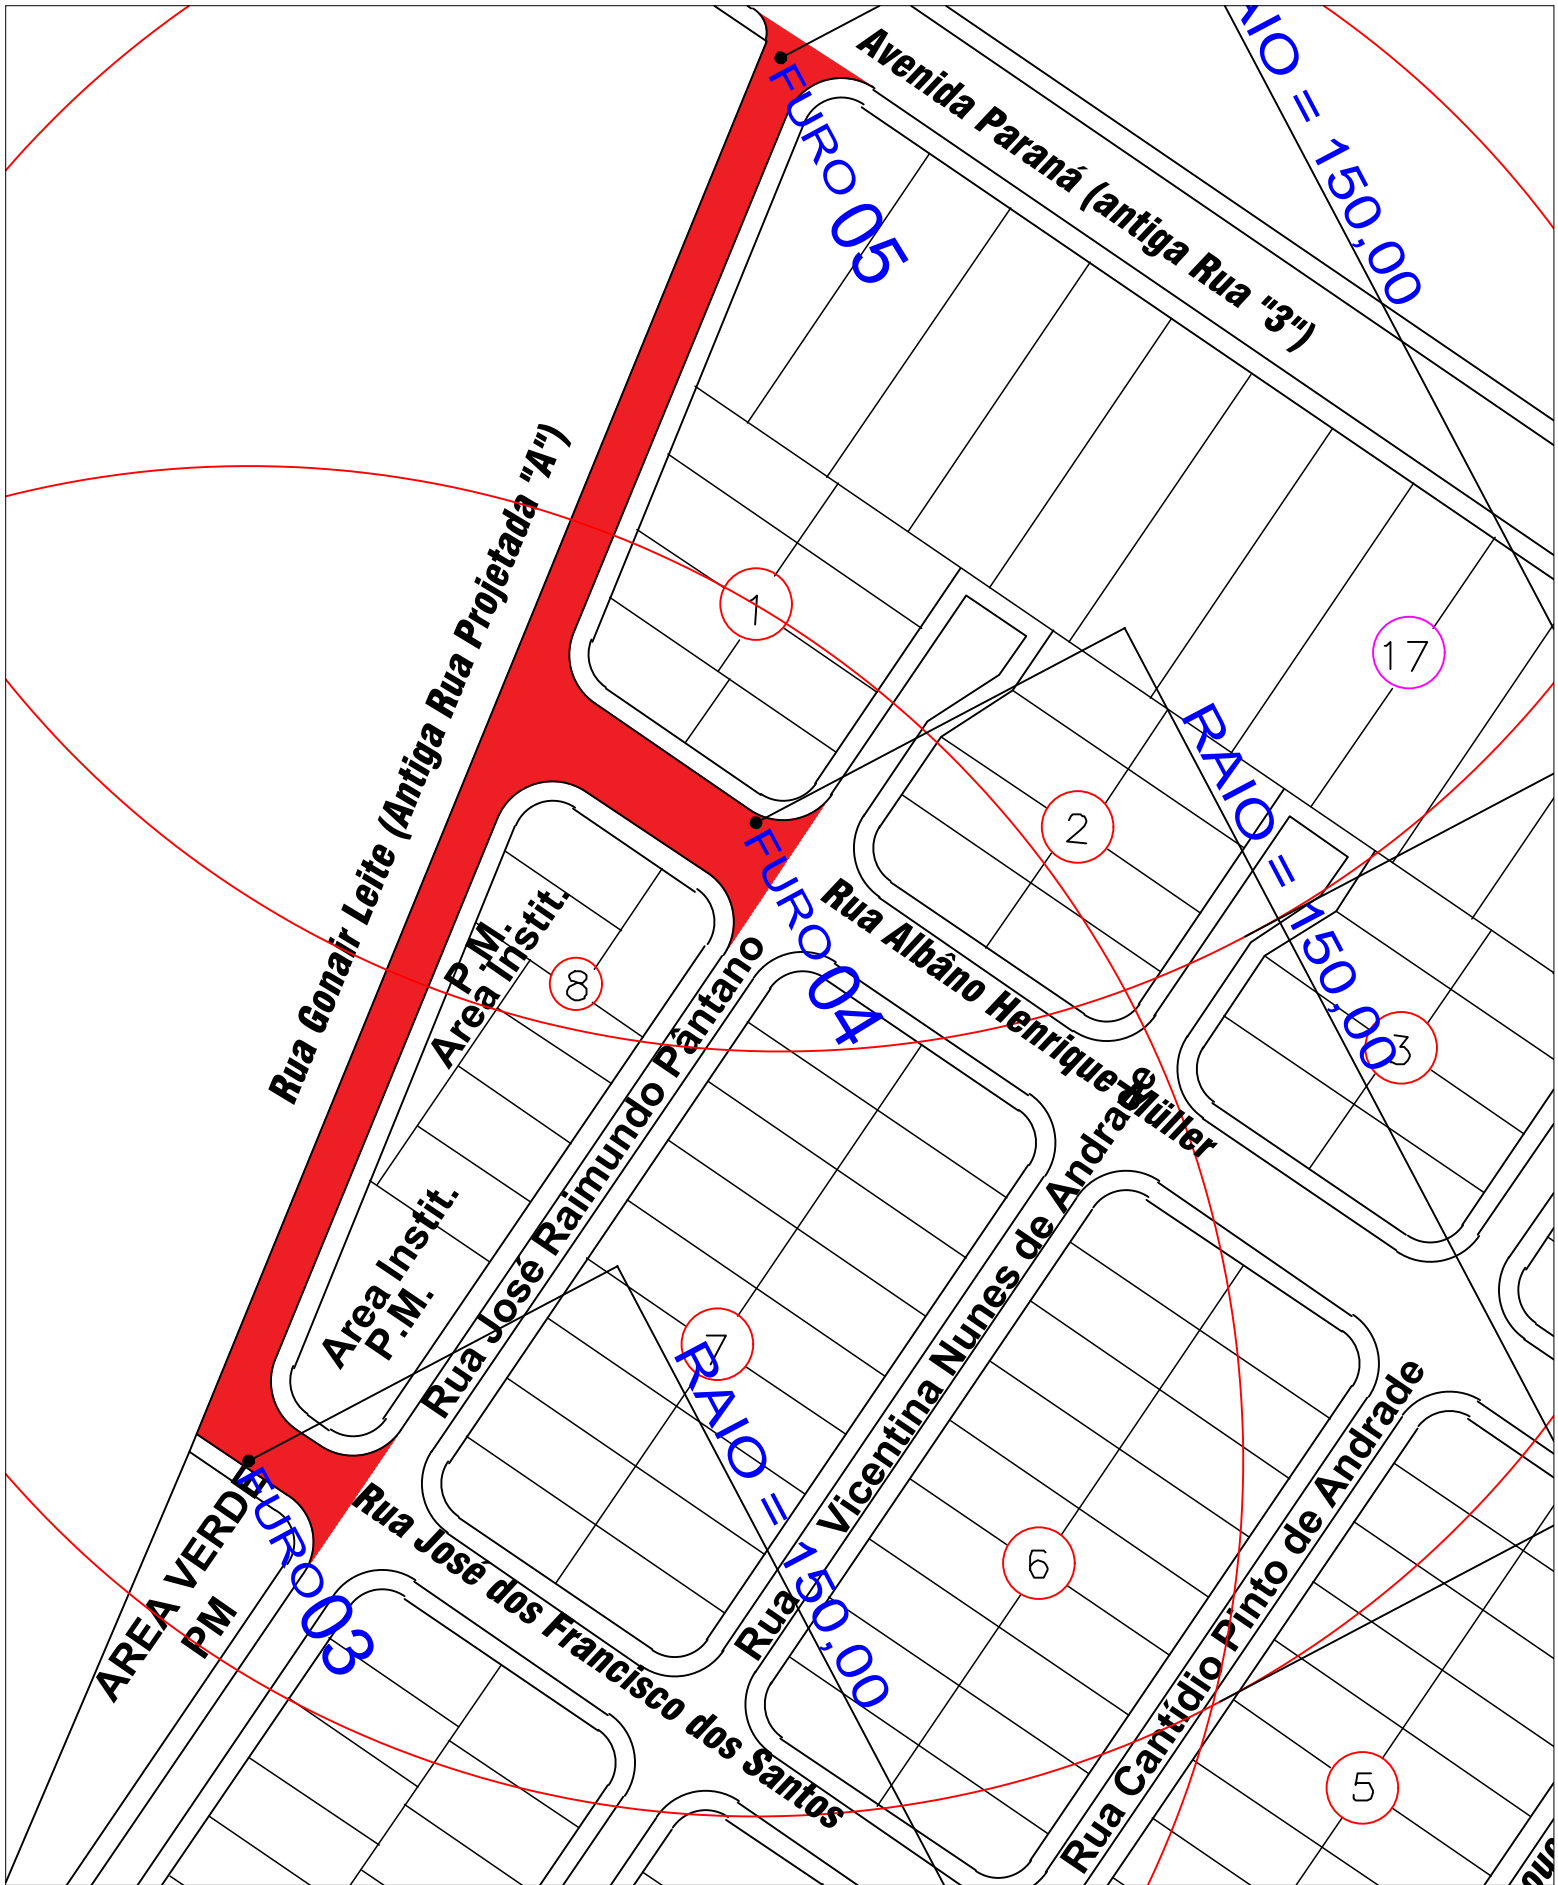 AIO = 150,00
Avenida Paraná (antiga Rua "3")
FURO 05
Rua Gonair Leite (Antiga Rua Projetada "A")
1
17
2
RAIO = 150,00
FURO 04
Rua Albâno Henrique Müller
P.M.
Area Instit.
8
3
Rua José Raimundo Pântano
Area Instit.
P.M.
7
RAIO = 150,00
Rua Vicentina Nunes de Andrade
AREA VERDE
PM
FURO 03
Rua José dos Francisco dos Santos
6
Rua Cantídio Pinto de Andrade
5